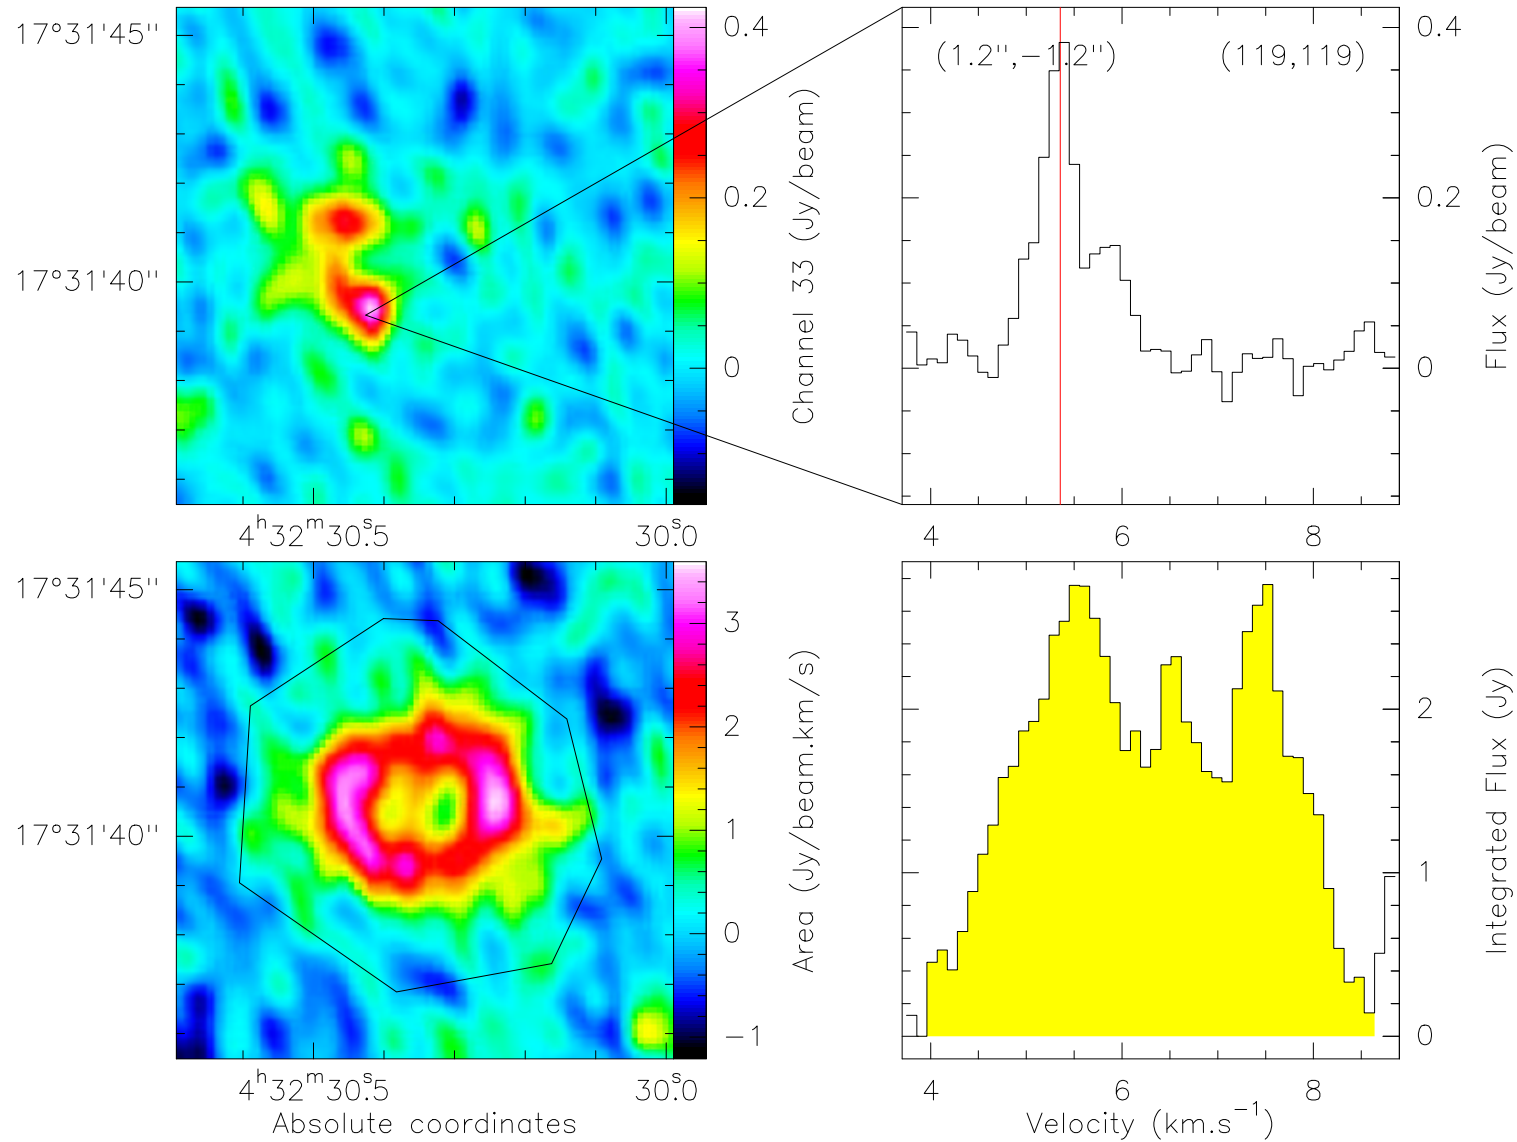 17°31'45"
17°31'40"
4h32m30s.5
30s.0
0.4
0.2
0
Channel 33 (Jy/beam)
(1.2",-1.2")
(119,119)
0.4
0.2
0
Flux (Jy/beam)
4
6
8
17°31'45"
17°31'40"
4h32m30s.5
30s.0
Absolute coordinates
3
2
1
0
-1
Area (Jy/beam.km/s)
2
1
0
Integrated Flux (Jy)
4
6
8
Velocity (km.s-1)